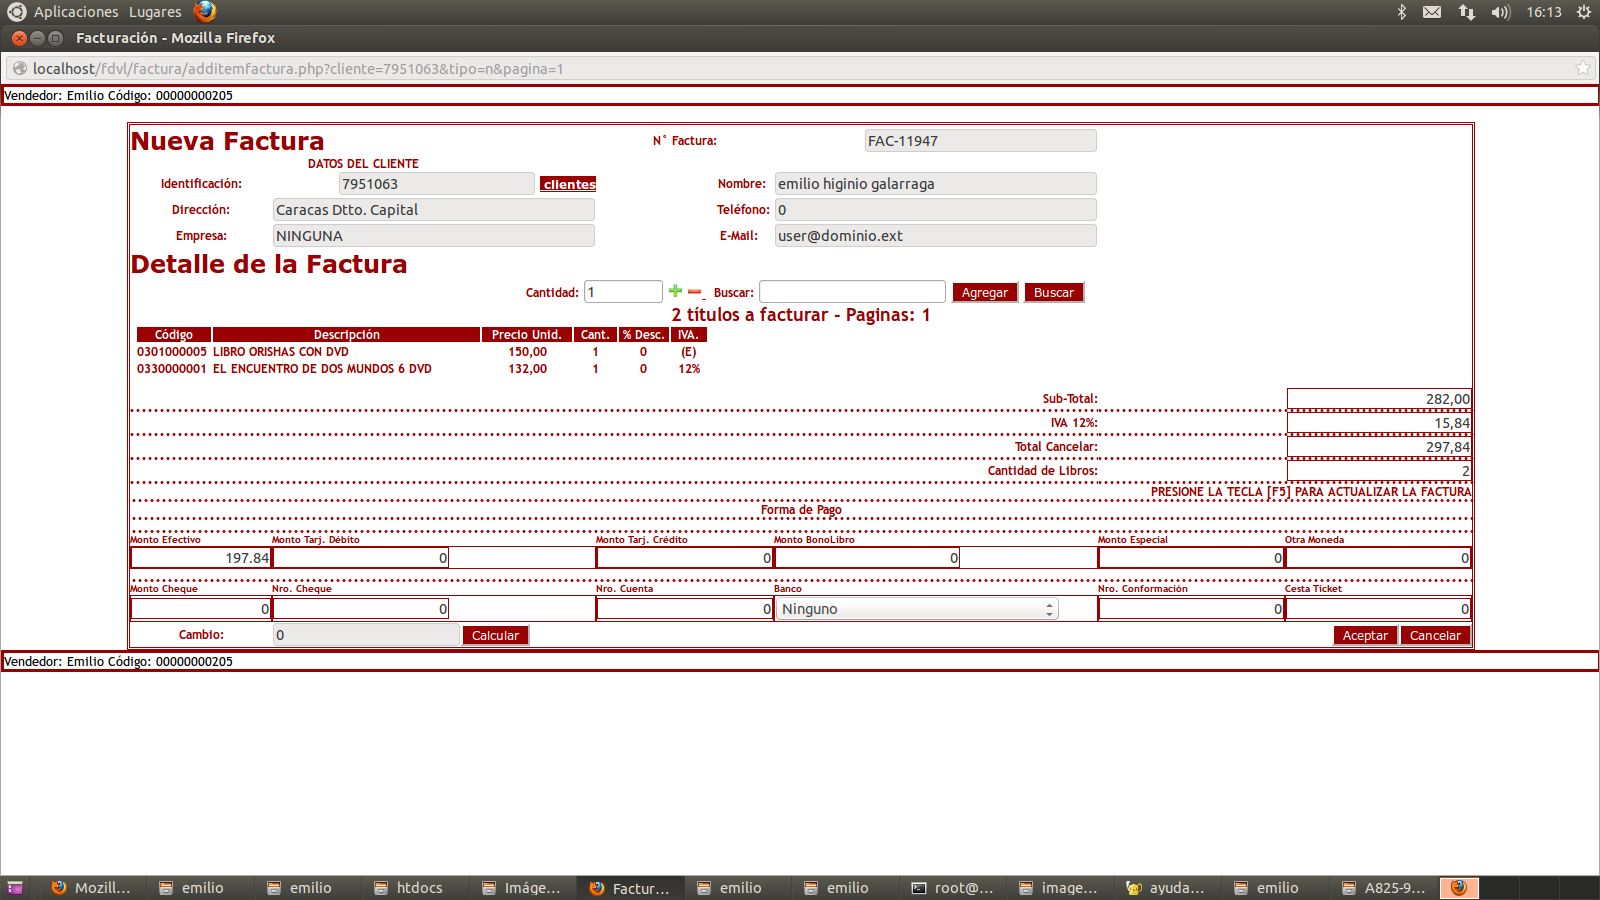 Aplicaciones Lugares 16:13
Facturación - Mozilla Firefox
localhost/fdvl/factura/additemfactura.php?cliente=7951063&tipo=n&pagina=1
Vendedor: Emilio Código: 00000000205
Nueva Factura N° Factura: FAC-11947
DATOS DEL CLIENTE
Identificación: 7951063 clientes Nombre: emilio higinio galarraga
Dirección: Caracas Dtto. Capital Teléfono: 0
Empresa: NINGUNA E-Mail: user@dominio.ext
Detalle de la Factura
Cantidad: 1 Buscar: Agregar Buscar
2 títulos a facturar - Paginas: 1
Código Descripción Precio Unid. Cant. % Desc. IVA.
0301000005 LIBRO ORISHAS CON DVD 150,00 1 0 (E)
0330000001 EL ENCUENTRO DE DOS MUNDOS 6 DVD 132,00 1 0 12%
Sub-Total: 282,00
IVA 12%: 15,84
Total Cancelar: 297,84
Cantidad de Libros: 2
PRESIONE LA TECLA [F5] PARA ACTUALIZAR LA FACTURA
Forma de Pago
Monto Efectivo Monto Tarj. Débito Monto Tarj. Crédito Monto BonoLibro Monto Especial Otra Moneda
197.84 0 0 0 0 0
Monto Cheque Nro. Cheque Nro. Cuenta Banco Nro. Conformación Cesta Ticket
0 0 0 Ninguno 0 0
Cambio: 0 Calcular Aceptar Cancelar
Vendedor: Emilio Código: 00000000205
Mozill... emilio emilio htdocs Imáge... Factur... emilio emilio root@... image... ayuda... emilio A825-9...